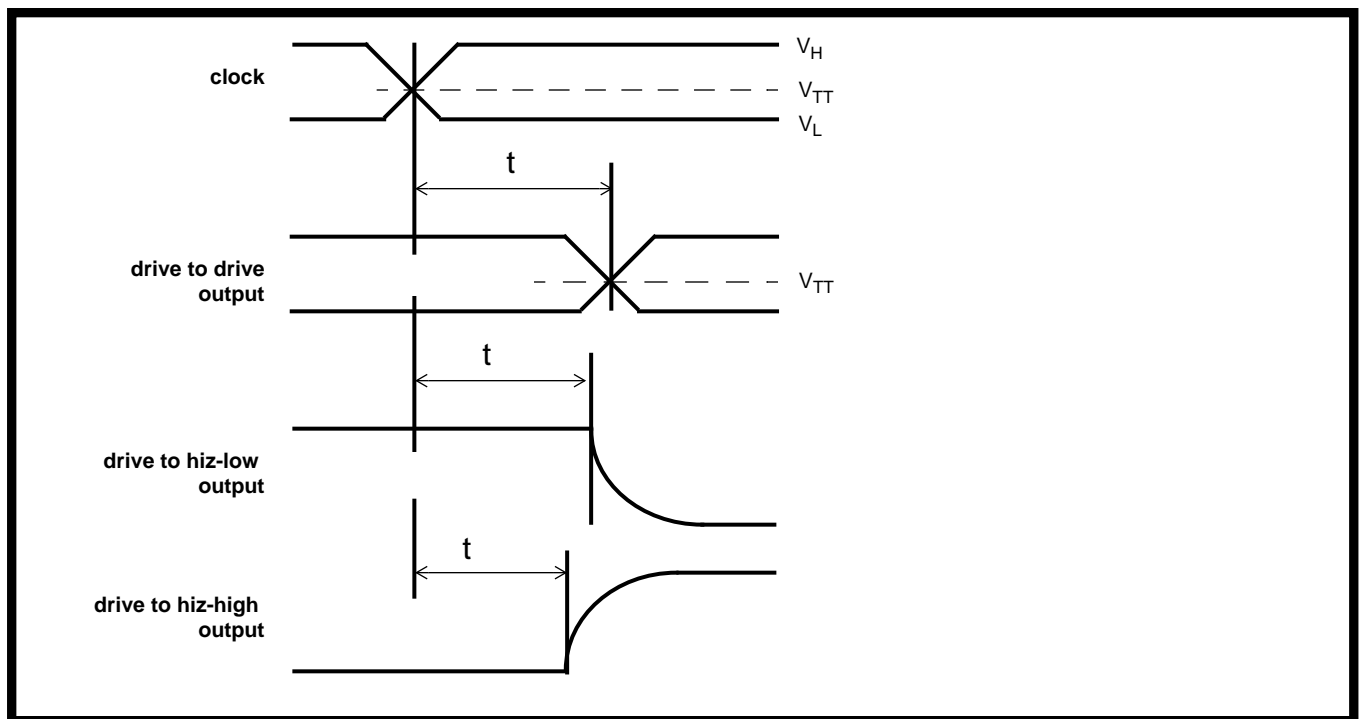 clock
V_H
V_TT
V_L
t
drive to drive
output
V_TT
t
drive to hiz-low
output
t
drive to hiz-high
output